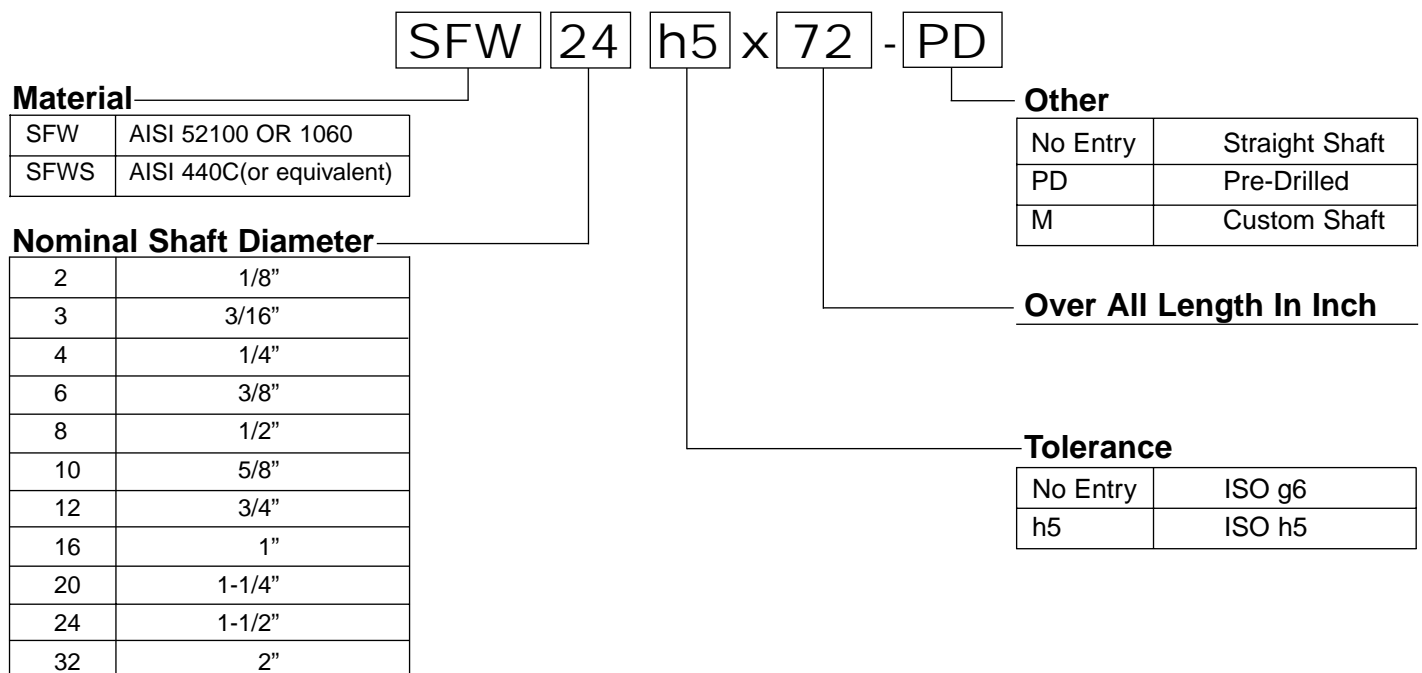 SFW 24 h5 x 72 - PD
Material
SFW AISI 52100 OR 1060
SFWS AISI 440C(or equivalent)
Nominal Shaft Diameter
2 1/8”
3 3/16”
4 1/4”
6 3/8”
8 1/2”
10 5/8”
12 3/4”
16 1”
20 1-1/4”
24 1-1/2”
32 2”
Other
No Entry Straight Shaft
PD Pre-Drilled
M Custom Shaft
Over All Length In Inch
Tolerance
No Entry ISO g6
h5 ISO h5